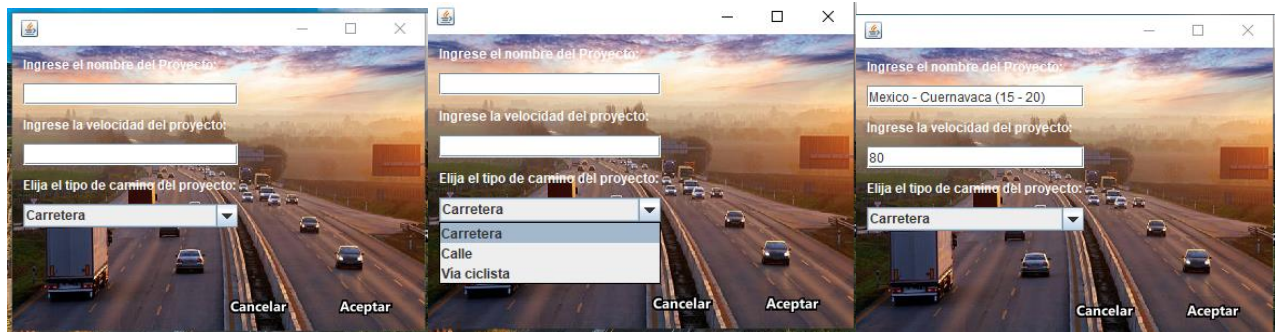 Ingrese el nombre del Proyecto:
Ingrese la velocidad del proyecto:
Elija el tipo de camino del proyecto:
Carretera
Cancelar Aceptar
Ingrese el nombre del Proyecto:
Ingrese la velocidad del proyecto:
Elija el tipo de camino del proyecto:
Carretera
Carretera
Calle
Via ciclista
Cancelar Aceptar
Ingrese el nombre del Proyecto:
Mexico - Cuernavaca (15 - 20)
Ingrese la velocidad del proyecto:
80
Elija el tipo de camino del proyecto:
Carretera
Cancelar Aceptar